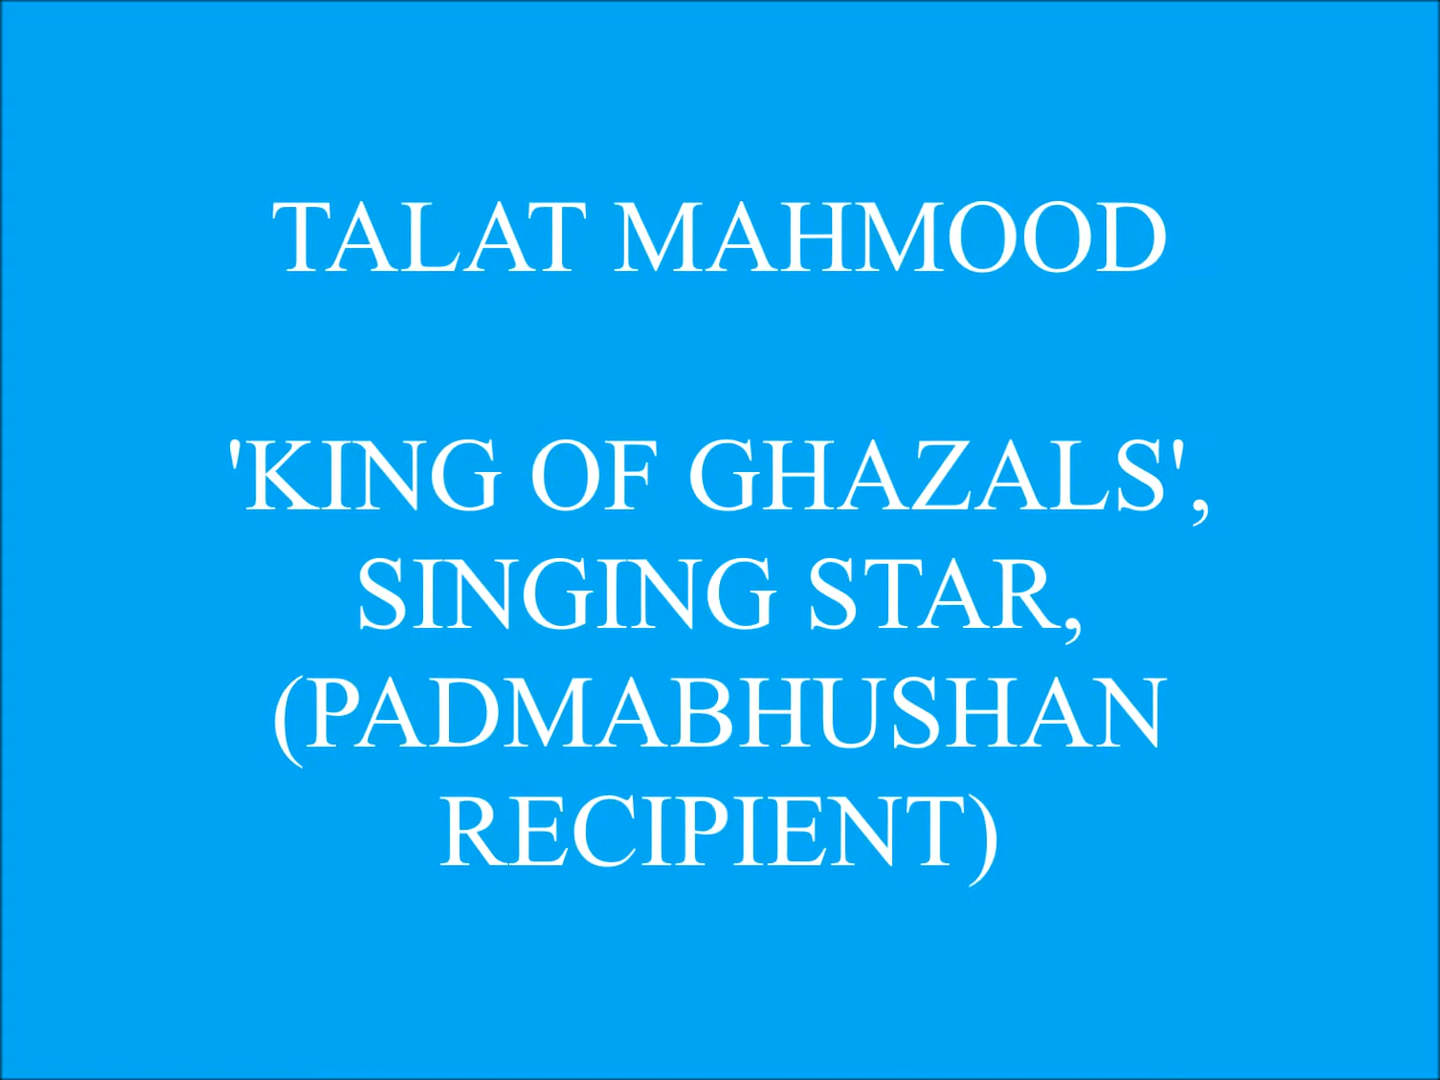 TALAT MAHMOOD
'KING OF GHAZALS',
SINGING STAR,
(PADMABHUSHAN
RECIPIENT)